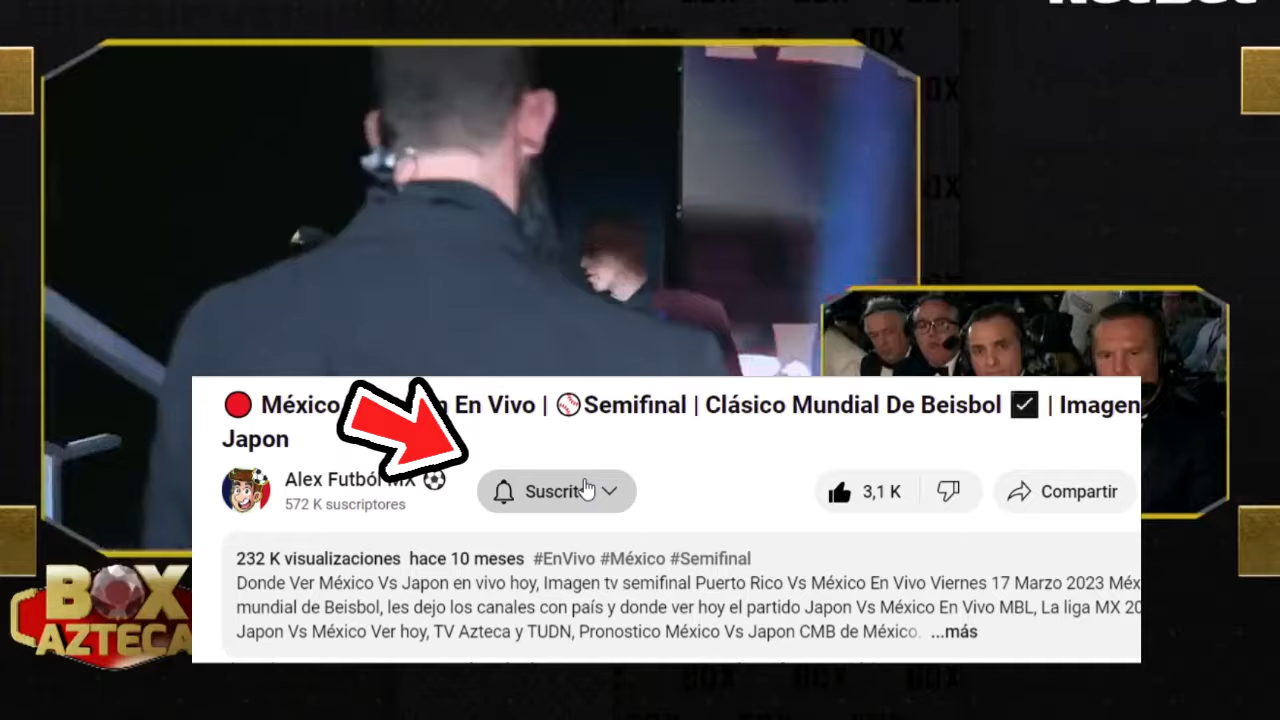 BOX
AZTECA
🔴 México En Vivo | ⚾Semifinal | Clásico Mundial De Beisbol ☑ | Imagen
Japon
Alex Futból MX ⚽
572 K suscriptores
Suscrito
3,1 K
Compartir
232 K visualizaciones hace 10 meses #EnVivo #México #Semifinal
Donde Ver México Vs Japon en vivo hoy, Imagen tv semifinal Puerto Rico Vs México En Vivo Viernes 17 Marzo 2023 Méx
mundial de Beisbol, les dejo los canales con país y donde ver hoy el partido Japon Vs México En Vivo MBL, La liga MX 20
Japon Vs México Ver hoy, TV Azteca y TUDN, Pronostico México Vs Japon CMB de México. ...más